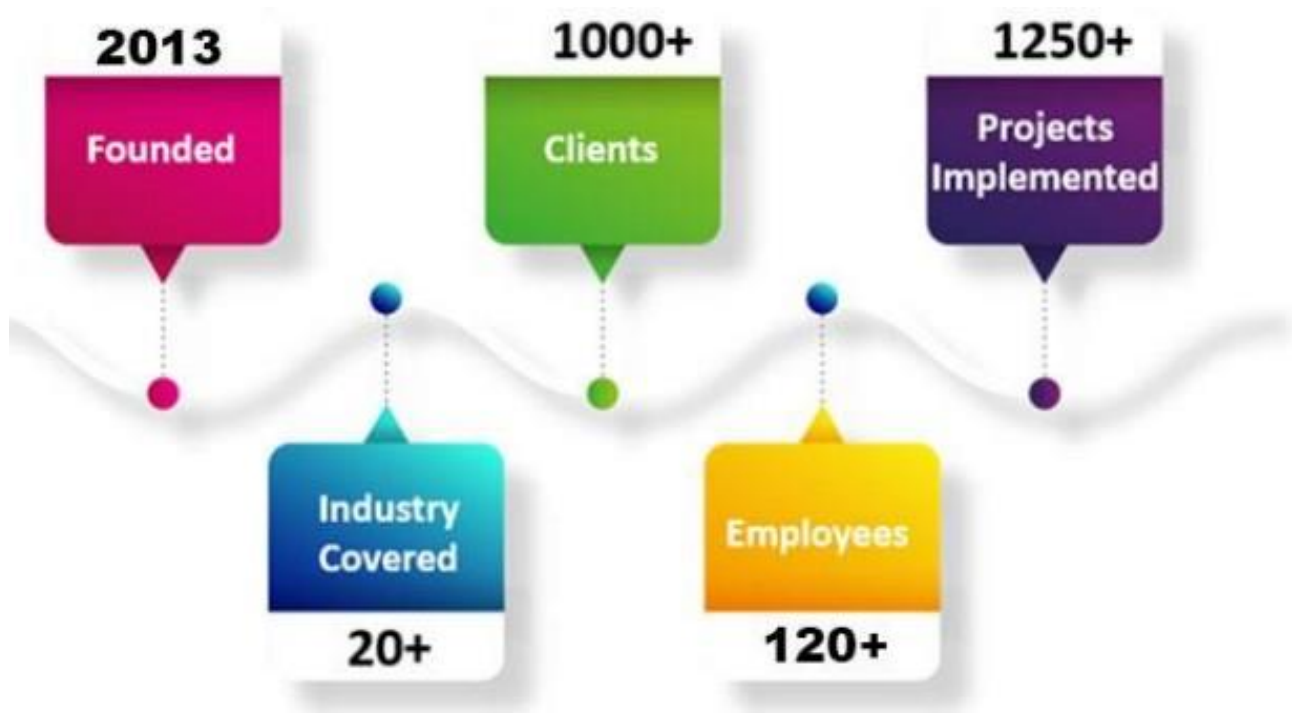 2013
Founded
Industry
Covered
20+
1000+
Clients
Employees
120+
1250+
Projects
Implemented